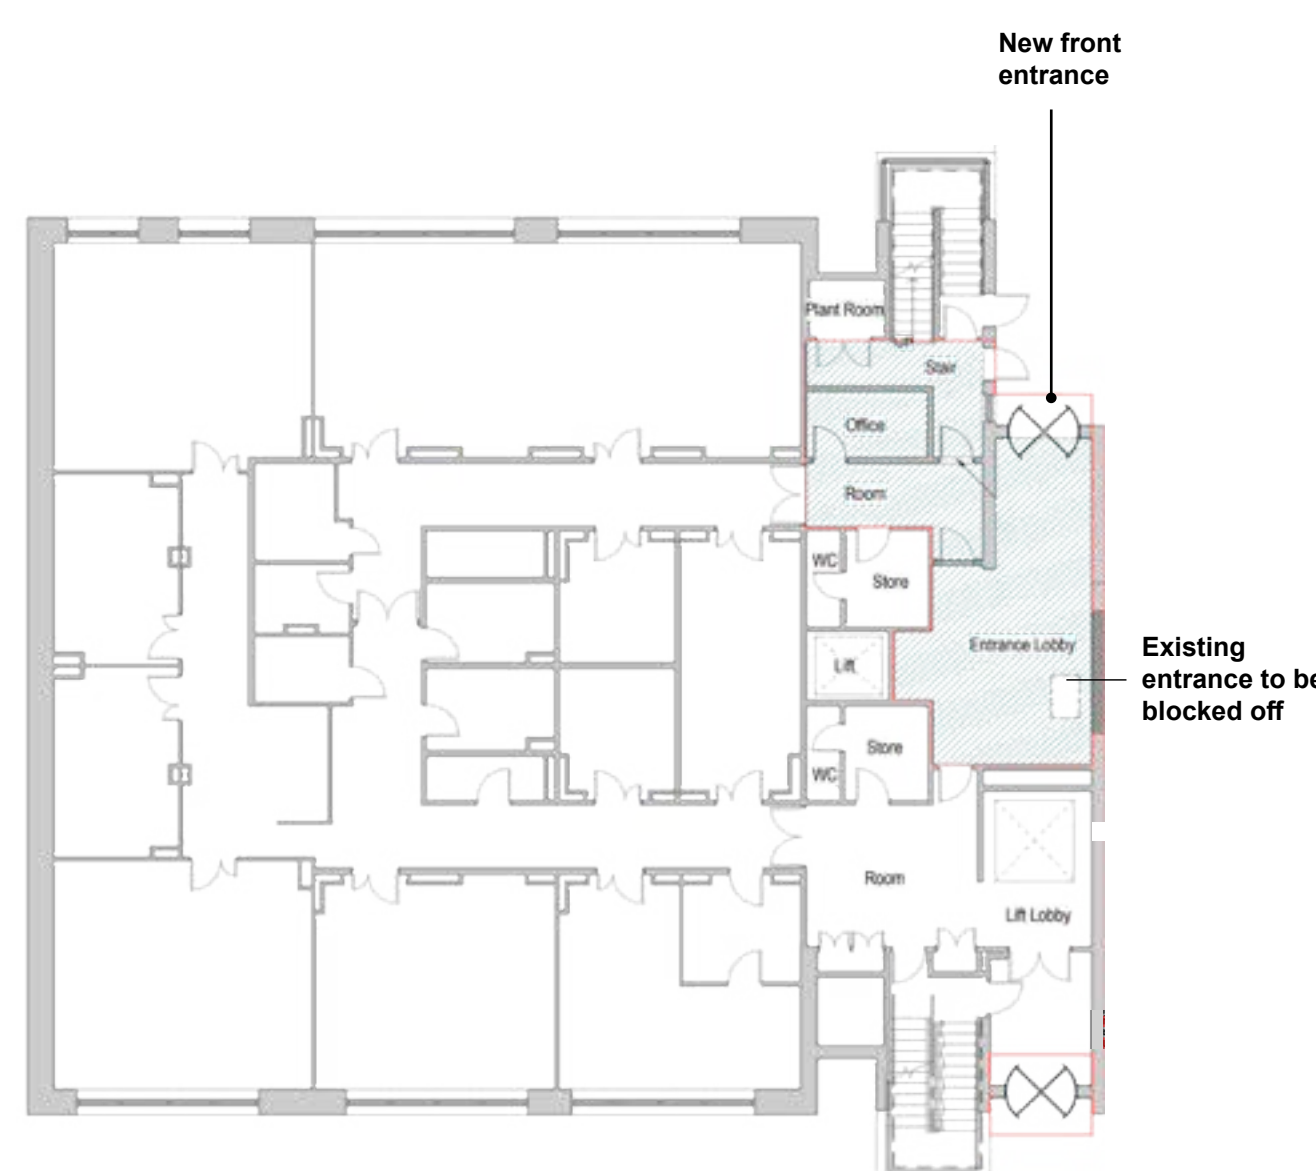 New front
entrance
Plant Room
Stair
Office
Room
WC
Store
Entrance Lobby
Lift
Existing
entrance to be
blocked off
Store
WC
Room
Lift Lobby